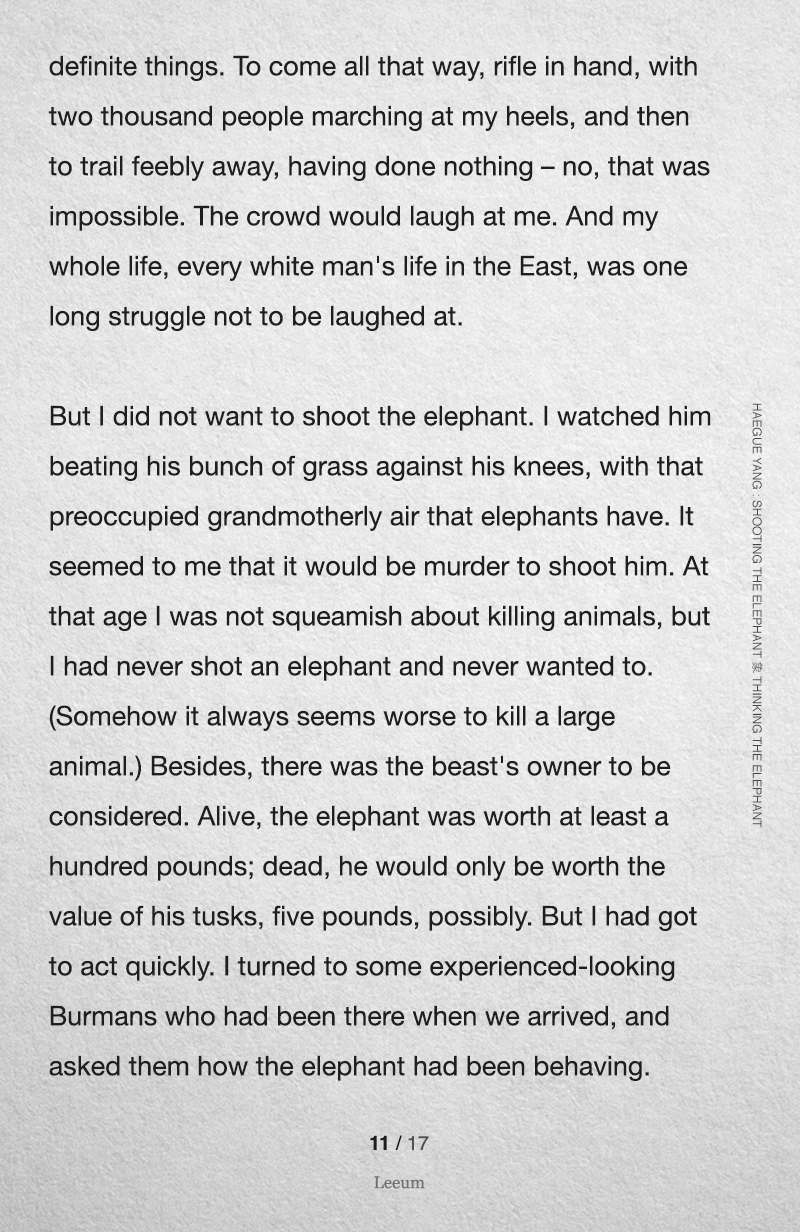 definite things. To come all that way, rifle in hand, with
two thousand people marching at my heels, and then
to trail feebly away, having done nothing – no, that was
impossible. The crowd would laugh at me. And my
whole life, every white man's life in the East, was one
long struggle not to be laughed at.
But I did not want to shoot the elephant. I watched him
beating his bunch of grass against his knees, with that
preoccupied grandmotherly air that elephants have. It
seemed to me that it would be murder to shoot him. At
that age I was not squeamish about killing animals, but
I had never shot an elephant and never wanted to.
(Somehow it always seems worse to kill a large
animal.) Besides, there was the beast's owner to be
considered. Alive, the elephant was worth at least a
hundred pounds; dead, he would only be worth the
value of his tusks, five pounds, possibly. But I had got
to act quickly. I turned to some experienced-looking
Burmans who had been there when we arrived, and
asked them how the elephant had been behaving.
HAEGUE YANG : SHOOTING THE ELEPHANT 象 THINKING THE ELEPHANT
11 / 17
Leeum